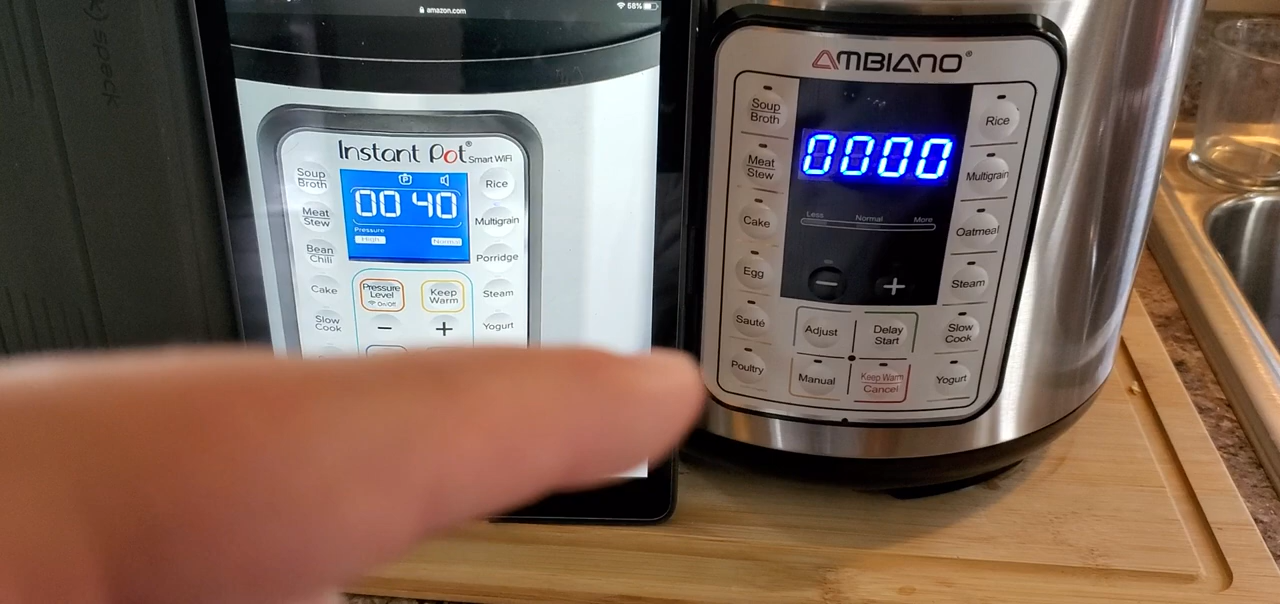 speck
amazon.com
58%
Instant Pot® Smart WiFi
Soup
Broth
Meat
Stew
Bean
Chili
Cake
Slow
Cook
00 40
Pressure
High
Normal
Pressure
Level
On/Off
Keep
Warm
−
+
Rice
Multigrain
Porridge
Steam
Yogurt
AMBIANO®
Soup
Broth
Meat
Stew
Cake
Egg
Sauté
Poultry
0000
Less Normal More
−
+
Adjust
Delay
Start
Manual
Keep Warm
Cancel
Rice
Multigrain
Oatmeal
Steam
Slow
Cook
Yogurt